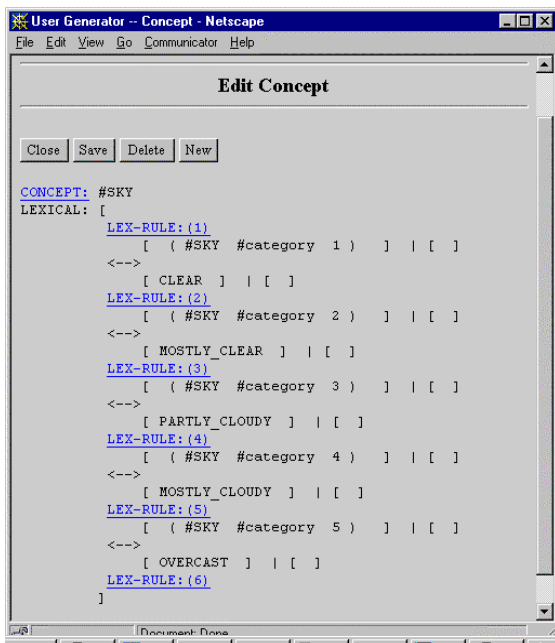 User Generator -- Concept - Netscape
File Edit View Go Communicator Help
Edit Concept
Close Save Delete New
CONCEPT: #SKY
LEXICAL: [
LEX-RULE:(1)
[ ( #SKY #category 1 ) ] | [ ]
<-->
[ CLEAR ] | [ ]
LEX-RULE:(2)
[ ( #SKY #category 2 ) ] | [ ]
<-->
[ MOSTLY_CLEAR ] | [ ]
LEX-RULE:(3)
[ ( #SKY #category 3 ) ] | [ ]
<-->
[ PARTLY_CLOUDY ] | [ ]
LEX-RULE:(4)
[ ( #SKY #category 4 ) ] | [ ]
<-->
[ MOSTLY_CLOUDY ] | [ ]
LEX-RULE:(5)
[ ( #SKY #category 5 ) ] | [ ]
<-->
[ OVERCAST ] | [ ]
LEX-RULE:(6)
]
Document: Done